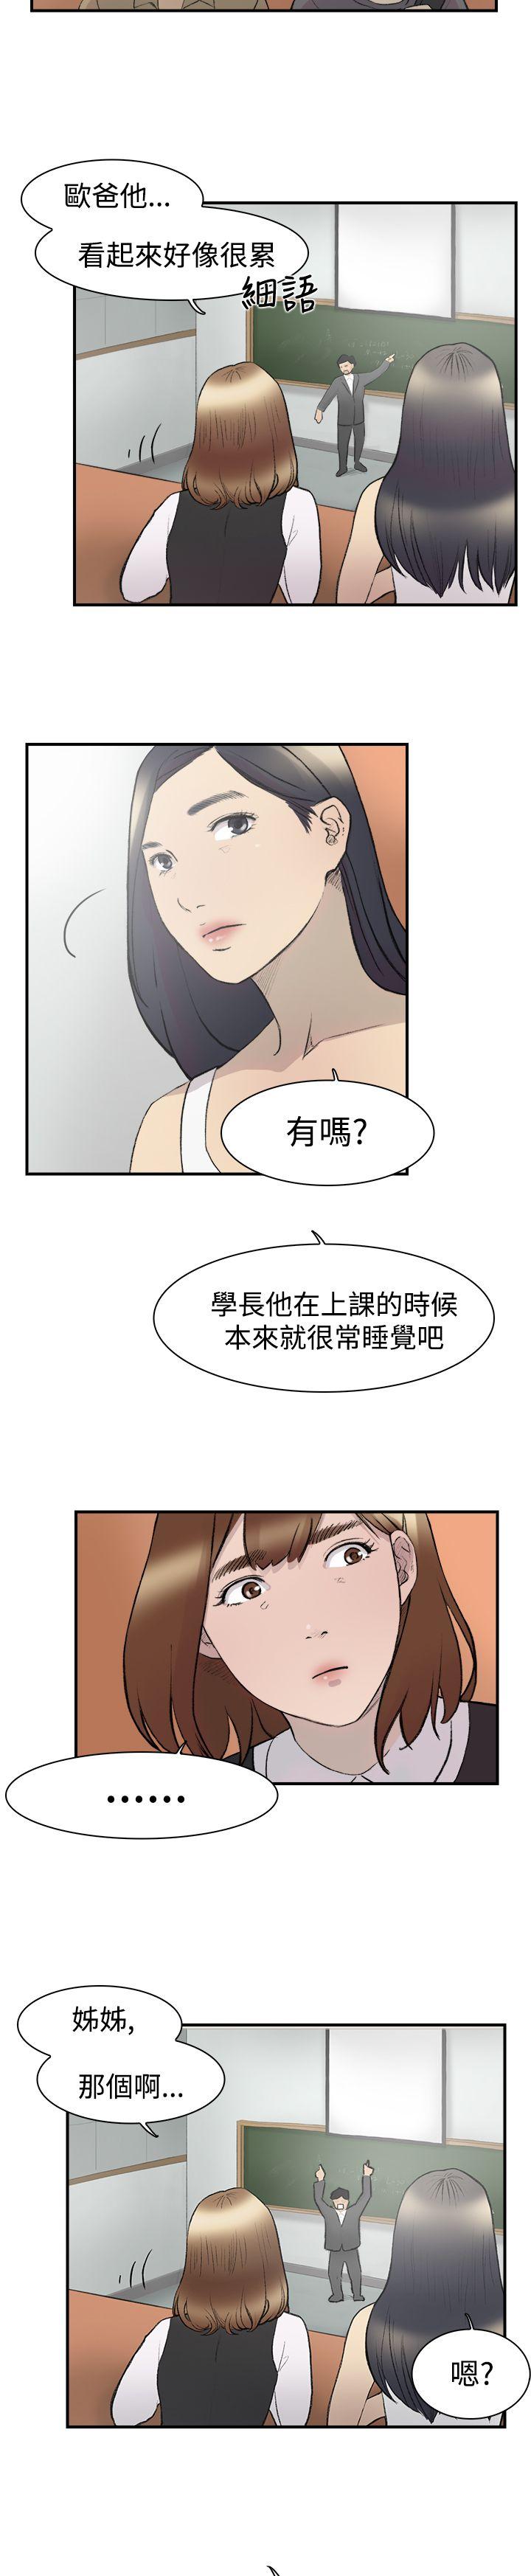 歐爸他...
看起來好像很累
細語
有嗎?
學長他在上課的時候
本來就很常睡覺吧
••••••
姊姊,
那個啊...
嗯?